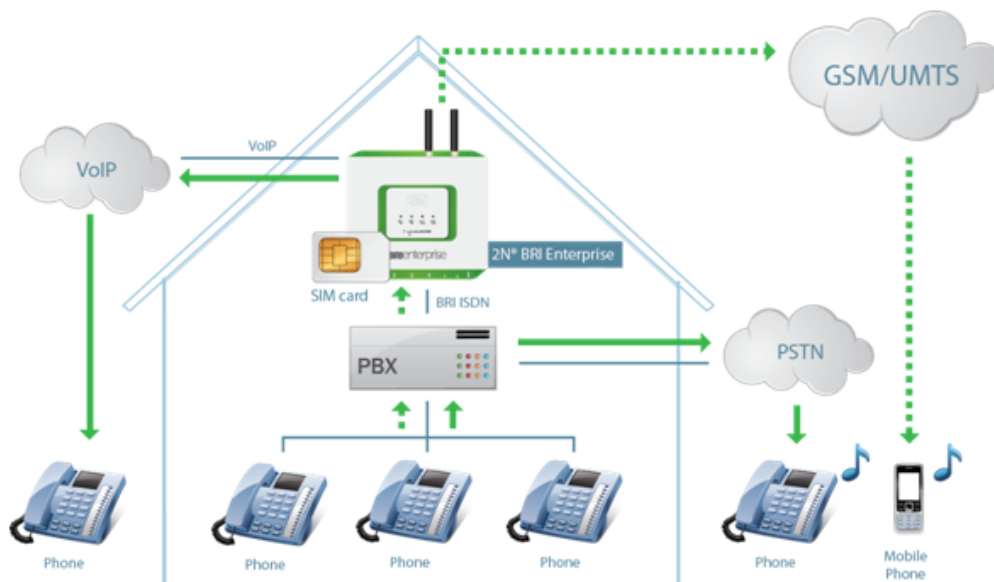 GSM/UMTS
VoIP
VoIP
enterprise
2N® BRI Enterprise
SIM card
BRI ISDN
PBX
PSTN
Phone
Phone
Phone
Phone
Phone
Mobile
Phone